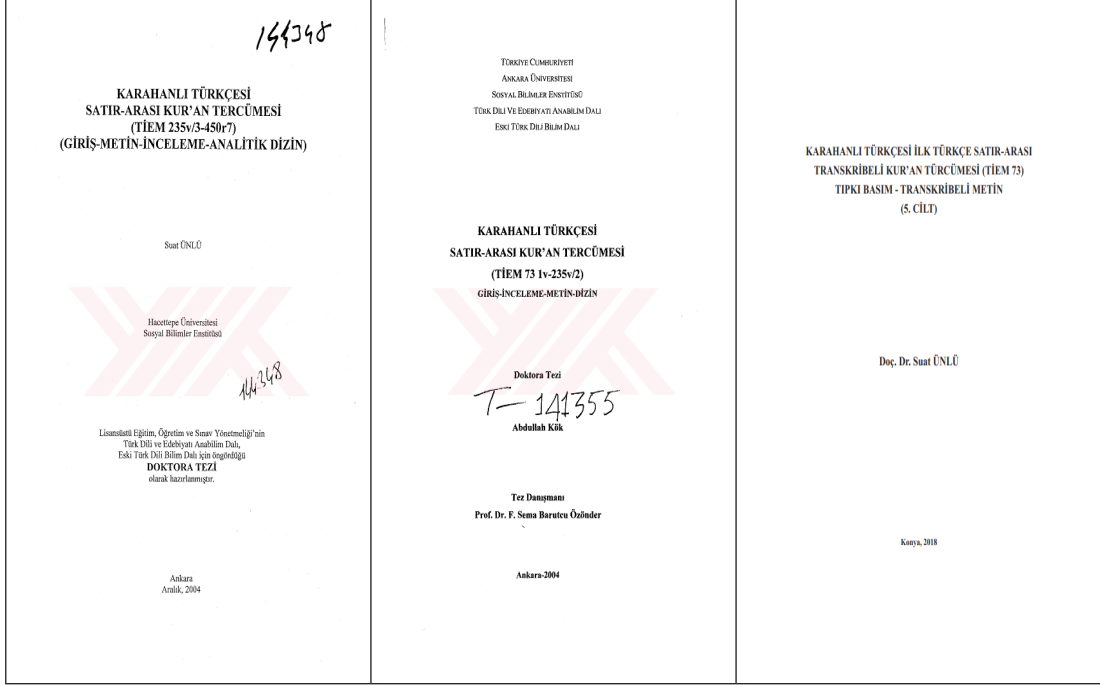 144348
KARAHANLI TÜRKÇESİ
SATIR-ARASI KUR'AN TERCÜMESİ
(TİEM 235v/3-450r7)
(GİRİŞ-METİN-İNCELEME-ANALİTİK DİZİN)
Suat ÜNLÜ
Hacettepe Üniversitesi
Sosyal Bilimler Enstitüsü
144348
Lisansüstü Eğitim, Öğretim ve Sınav Yönetmeliği'nin
Türk Dili ve Edebiyatı Anabilim Dalı,
Eski Türk Dili Bilim Dalı için öngördüğü
DOKTORA TEZİ
olarak hazırlanmıştır.
Ankara
Aralık, 2004
TÜRKİYE CUMHURİYETİ
ANKARA ÜNİVERSİTESİ
SOSYAL BİLİMLER ENSTİTÜSÜ
TÜRK DİLİ VE EDEBİYATI ANABİLİM DALI
ESKİ TÜRK DİLİ BİLİM DALI
KARAHANLI TÜRKÇESİ
SATIR-ARASI KUR'AN TERCÜMESİ
(TİEM 73 1v-235v/2)
GİRİŞ-İNCELEME-METİN-DİZİN
Doktora Tezi
T-141355
Abdullah Kök
Tez Danışmanı
Prof. Dr. F. Sema Barutcu Özönder
Ankara-2004
KARAHANLI TÜRKÇESİ İLK TÜRKÇE SATIR-ARASI
TRANSKRİBELİ KUR'AN TÜRCÜMESİ (TİEM 73)
TIPKI BASIM - TRANSKRİBELİ METİN
(5. CİLT)
Doç. Dr. Suat ÜNLÜ
Konya, 2018